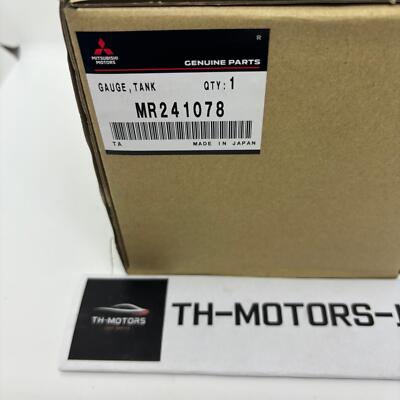 ®
MITSUBISHI
MOTORS
GENUINE PARTS
GAUGE,TANK QTY:1
MR241078
TA MADE IN JAPAN
TH-MOTORS
TH-MOTORS-